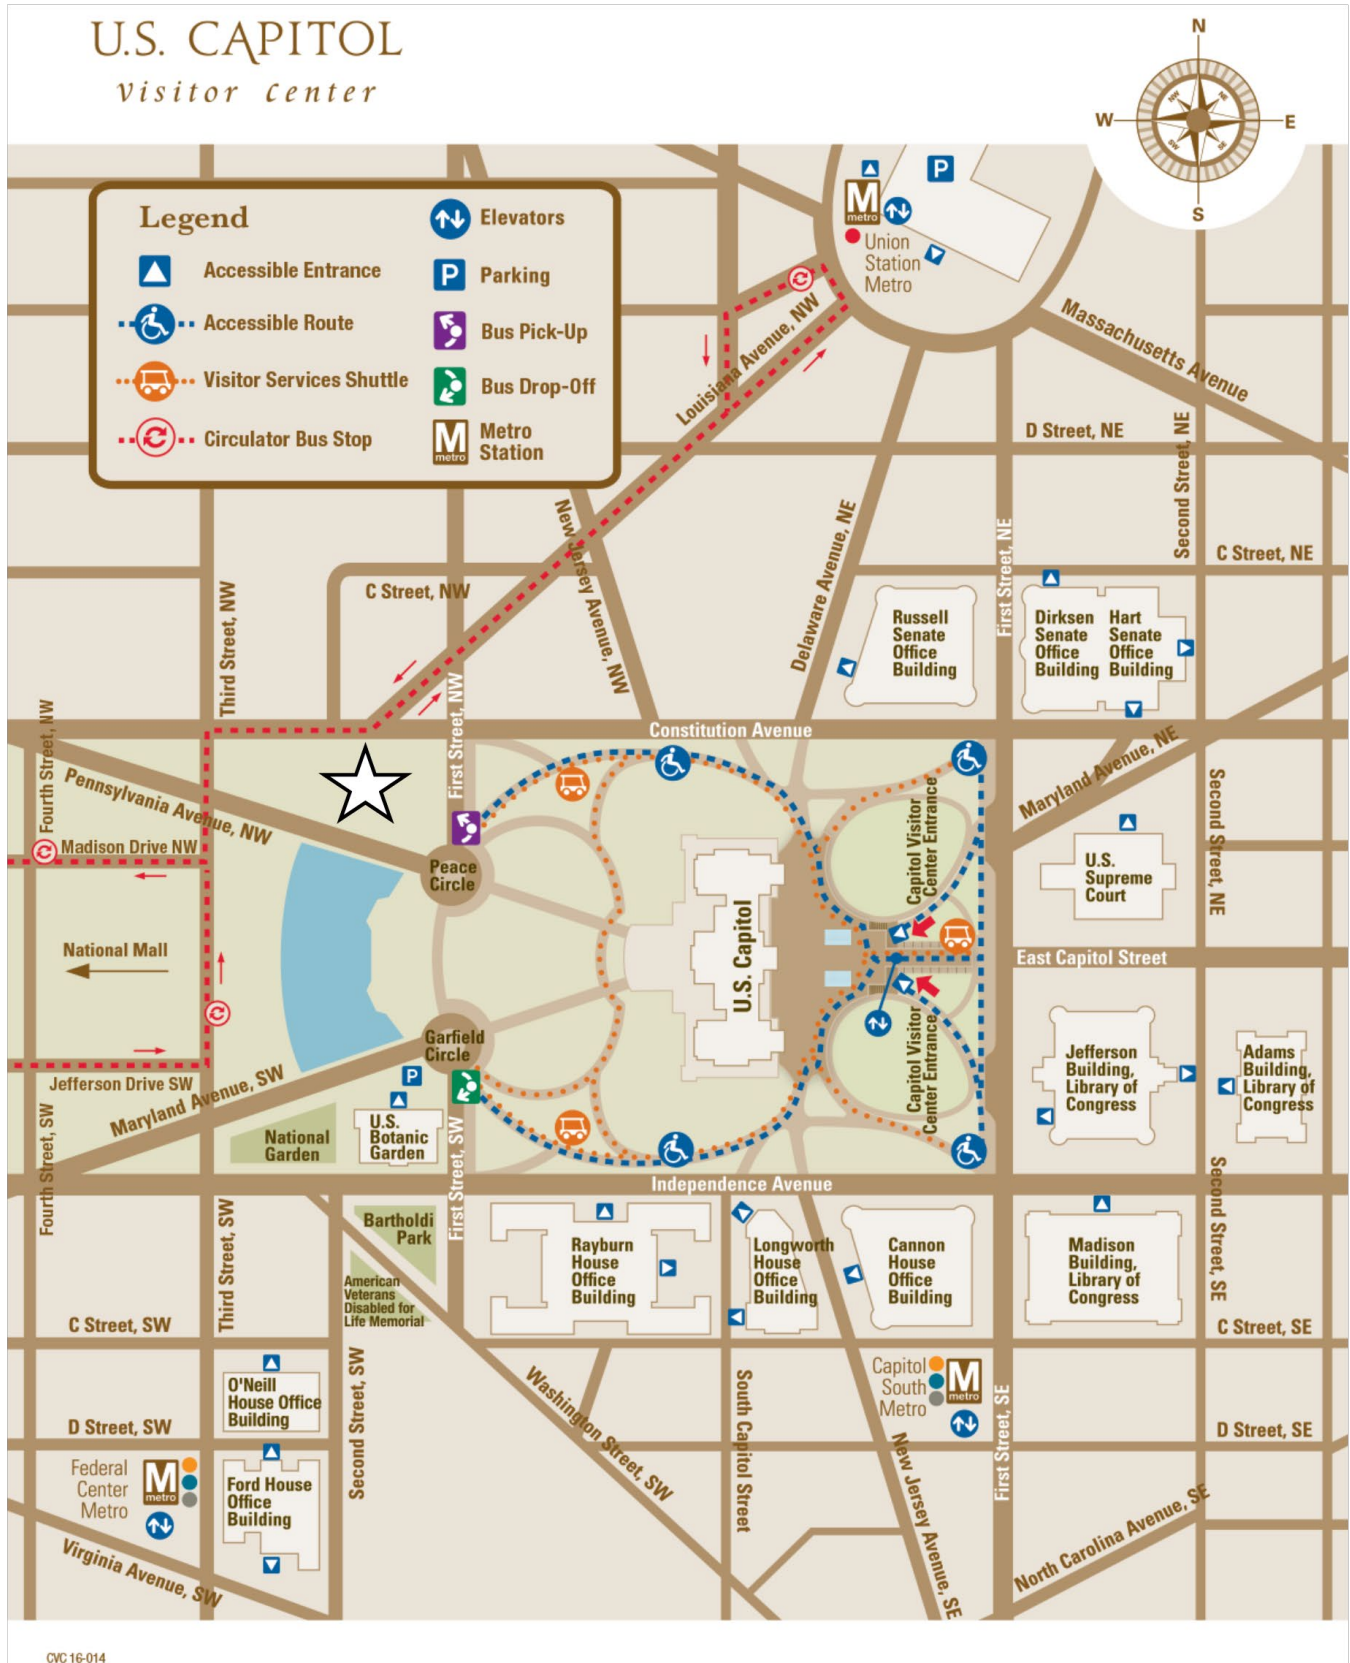 U.S. CAPITOL
visitor center
N
NW
NE
W
E
SW
SE
S
Legend
Accessible Entrance
Accessible Route
Visitor Services Shuttle
Circulator Bus Stop
Elevators
P
Parking
Bus Pick-Up
Bus Drop-Off
M
metro
Metro
Station
P
M
metro
Union
Station
Metro
Massachusetts Avenue
Louisiana Avenue, NW
D Street, NE
Second Street, NE
New Jersey Avenue, NW
Delaware Avenue, NE
First Street, NE
C Street, NE
C Street, NW
Third Street, NW
Russell
Senate
Office
Building
Dirksen
Senate
Office
Building
Hart
Senate
Office
Building
First Street, NW
Fourth Street, NW
Constitution Avenue
Maryland Avenue, NE
Pennsylvania Avenue, NW
Madison Drive NW
Capitol Visitor
Center Entrance
Second Street, NE
U.S.
Supreme
Court
Peace
Circle
National Mall
U.S. Capitol
East Capitol Street
Garfield
Circle
Capitol Visitor
Center Entrance
Jefferson
Building,
Library of
Congress
Adams
Building,
Library of
Congress
Jefferson Drive SW
Maryland Avenue, SW
P
National
Garden
U.S.
Botanic
Garden
Fourth Street, SW
First Street, SW
Independence Avenue
Second Street, SE
Third Street, SW
Bartholdi
Park
American
Veterans
Disabled for
Life Memorial
Rayburn
House
Office
Building
Longworth
House
Office
Building
Cannon
House
Office
Building
Madison
Building,
Library of
Congress
C Street, SW
C Street, SE
O'Neill
House Office
Building
Second Street, SW
Washington Street, SW
South Capitol Street
Capitol
South
Metro
M
metro
First Street, SE
D Street, SW
D Street, SE
Federal
Center
Metro
M
metro
Ford House
Office
Building
New Jersey Avenue, SE
North Carolina Avenue, SE
Virginia Avenue, SW
CVC 16-014